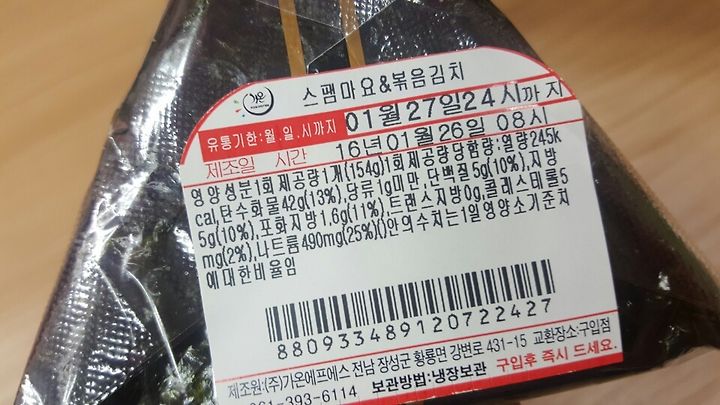 가온
스팸마요&볶음김치
유통기한:월.일.시까지 01월27일24시까지
제조일 시간 16년01월26일 08시
영양성분1회제공량1개(154g)1회제공량당함량:열량245k
cal,탄수화물42g(13%),당류1g미만,단백질5g(10%),지방
5g(10%),포화지방1.6g(11%),트랜스지방0g,콜레스테롤5
mg(2%),나트륨490mg(25%)()안의수치는1일영양소기준치
에대한비율임
8809334891207 22427
제조원:(주)가온에프에스 전남 장성군 황룡면 강변로 431-15 교환장소:구입점
061-393-6114 보관방법:냉장보관 구입후 즉시 드세요.